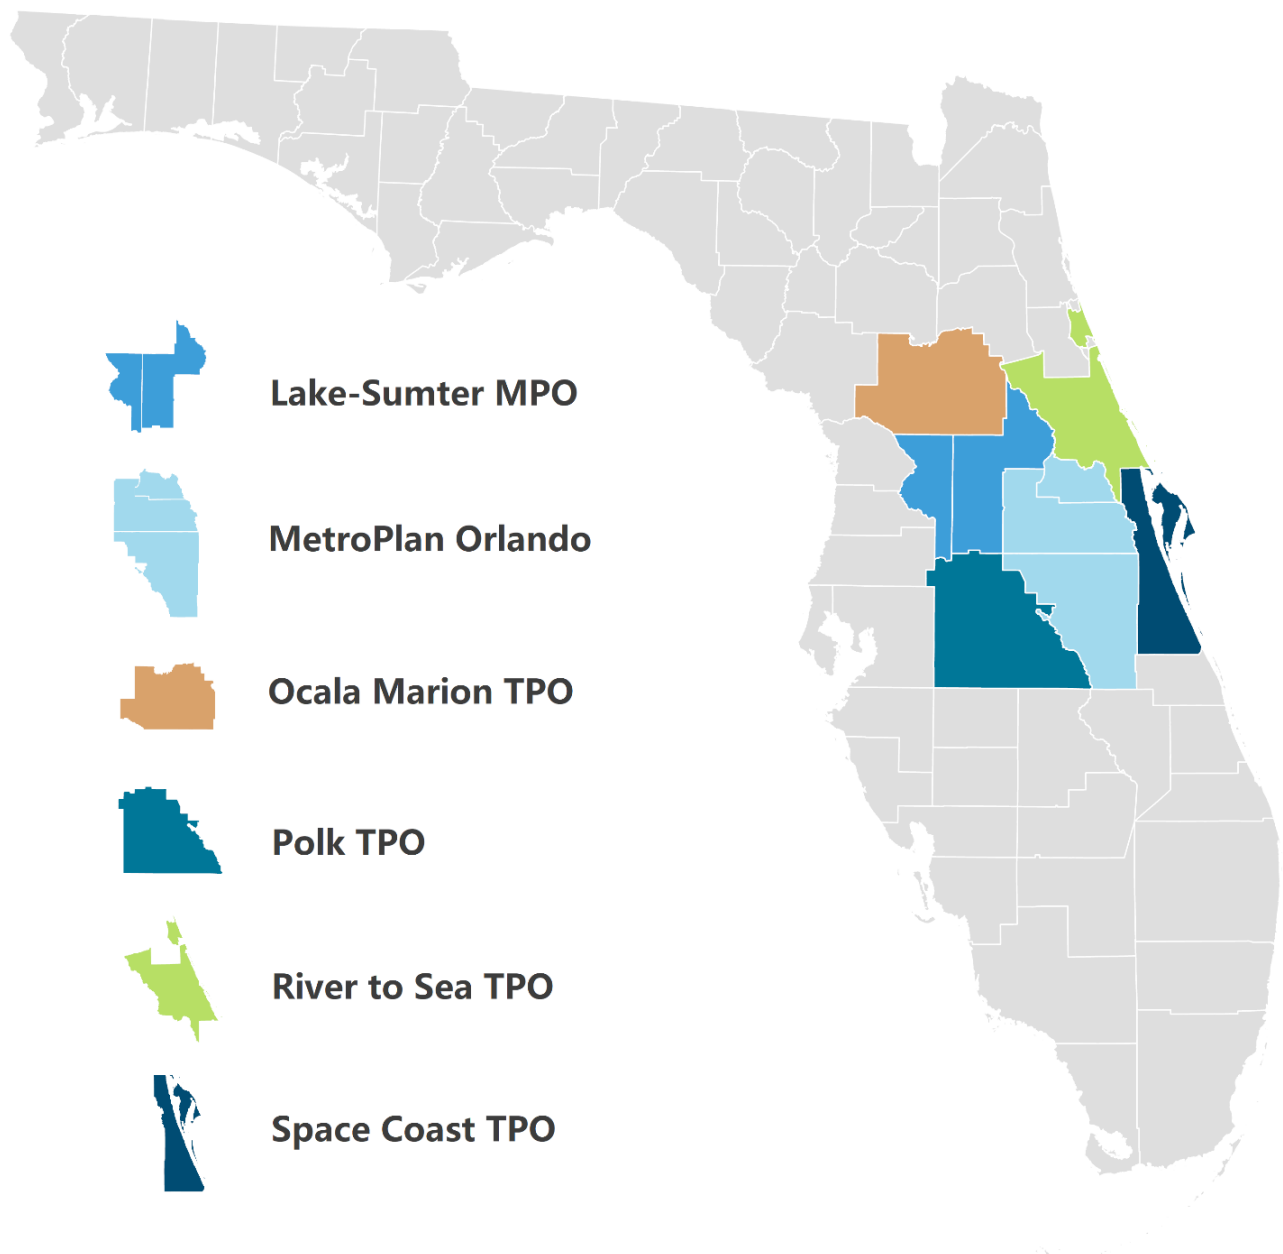 Lake-Sumter MPO
MetroPlan Orlando
Ocala Marion TPO
Polk TPO
River to Sea TPO
Space Coast TPO